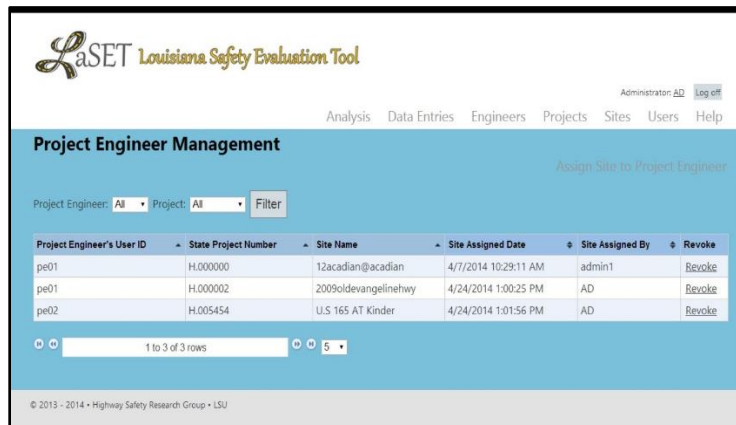 LaSET Louisiana Safety Evaluation Tool
Administrator: AD Log off
Analysis Data Entries Engineers Projects Sites Users Help
Project Engineer Management
Assign Site to Project Engineer
Project Engineer: All Project: All Filter
Project Engineer's User ID State Project Number Site Name Site Assigned Date Site Assigned By Revoke
pe01 H.000000 12acadian@acadian 4/7/2014 10:29:11 AM admin1 Revoke
pe01 H.000002 2009oldevangelinehwy 4/24/2014 1:00:25 PM AD Revoke
pe02 H.005454 U.S 165 AT Kinder 4/24/2014 1:01:56 PM AD Revoke
1 to 3 of 3 rows 5
© 2013 - 2014 • Highway Safety Research Group • LSU